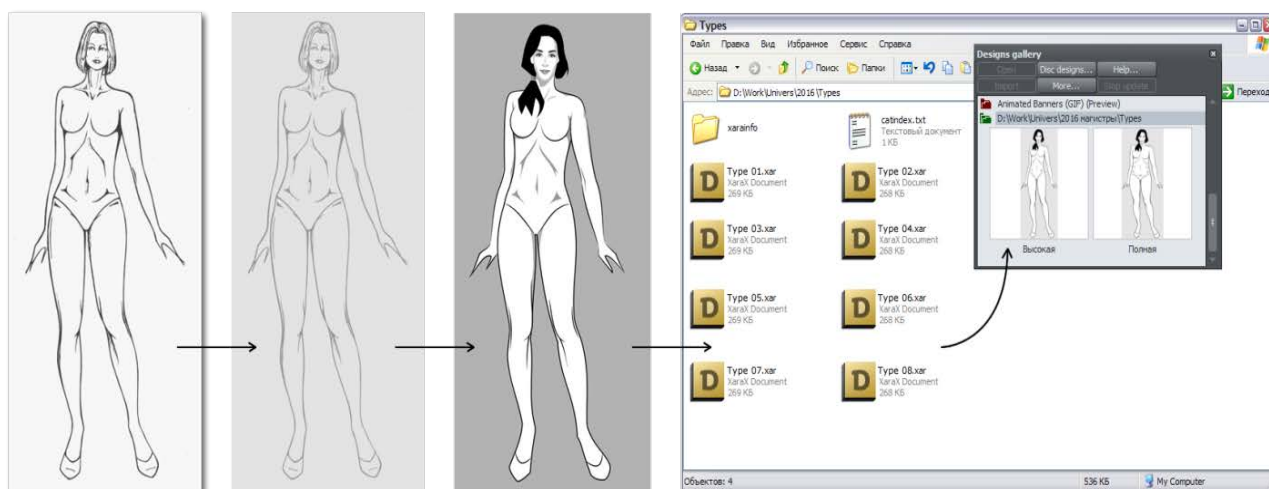 Types
Файл Правка Вид Избранное Сервис Справка
Назад Поиск Папки
Адрес: D:\Work\Univers\2016 \Types Переход
xarainfo
catindex.txt
Текстовый документ
1 КБ
Type 01.xar
XaraX Document
269 КБ
Type 02.xar
XaraX Document
268 КБ
Type 03.xar
XaraX Document
269 КБ
Type 04.xar
XaraX Document
268 КБ
Type 05.xar
XaraX Document
269 КБ
Type 06.xar
XaraX Document
268 КБ
Type 07.xar
XaraX Document
269 КБ
Type 08.xar
XaraX Document
268 КБ
Объектов: 4 536 КБ My Computer
Designs gallery
Open Disc designs... Help...
Import More... Stop update
Animated Banners (GIF) (Preview)
D:\Work\Univers\2016 магистры\Types
Высокая Полная